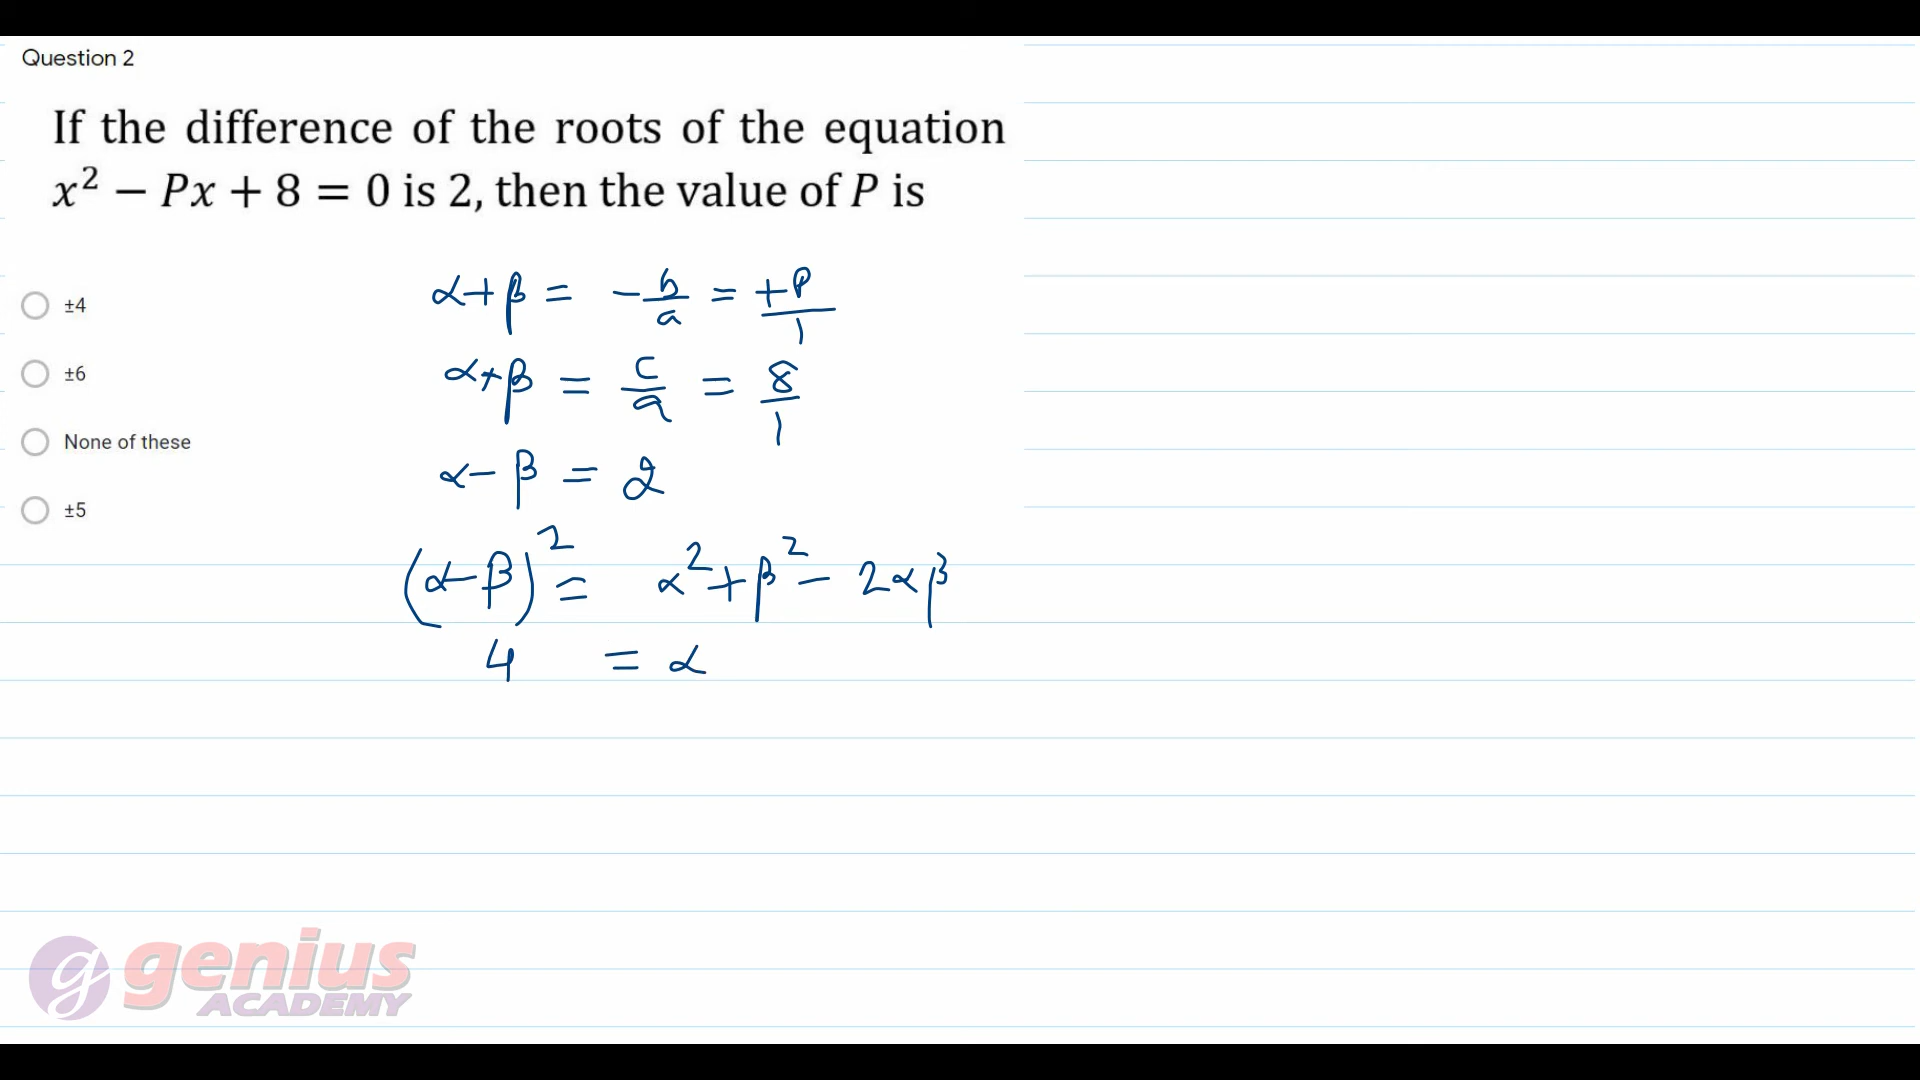 Question 2
If the difference of the roots of the equation
x² − Px + 8 = 0 is 2, then the value of P is
±4
±6
None of these
±5
α+β = -b/a = +P/1
α+β = c/a = 8/1
α-β = 2
(α-β)² = α²+β²-2αβ
4 = α
genius
ACADEMY